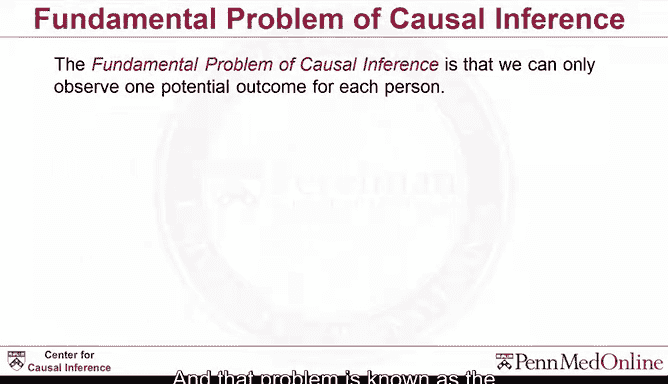 Fundamental Problem of Causal Inference
The Fundamental Problem of Causal Inference is that we can only
observe one potential outcome for each person.
Center for
Causal Inference
PennMedOnline
And that problem is known as the